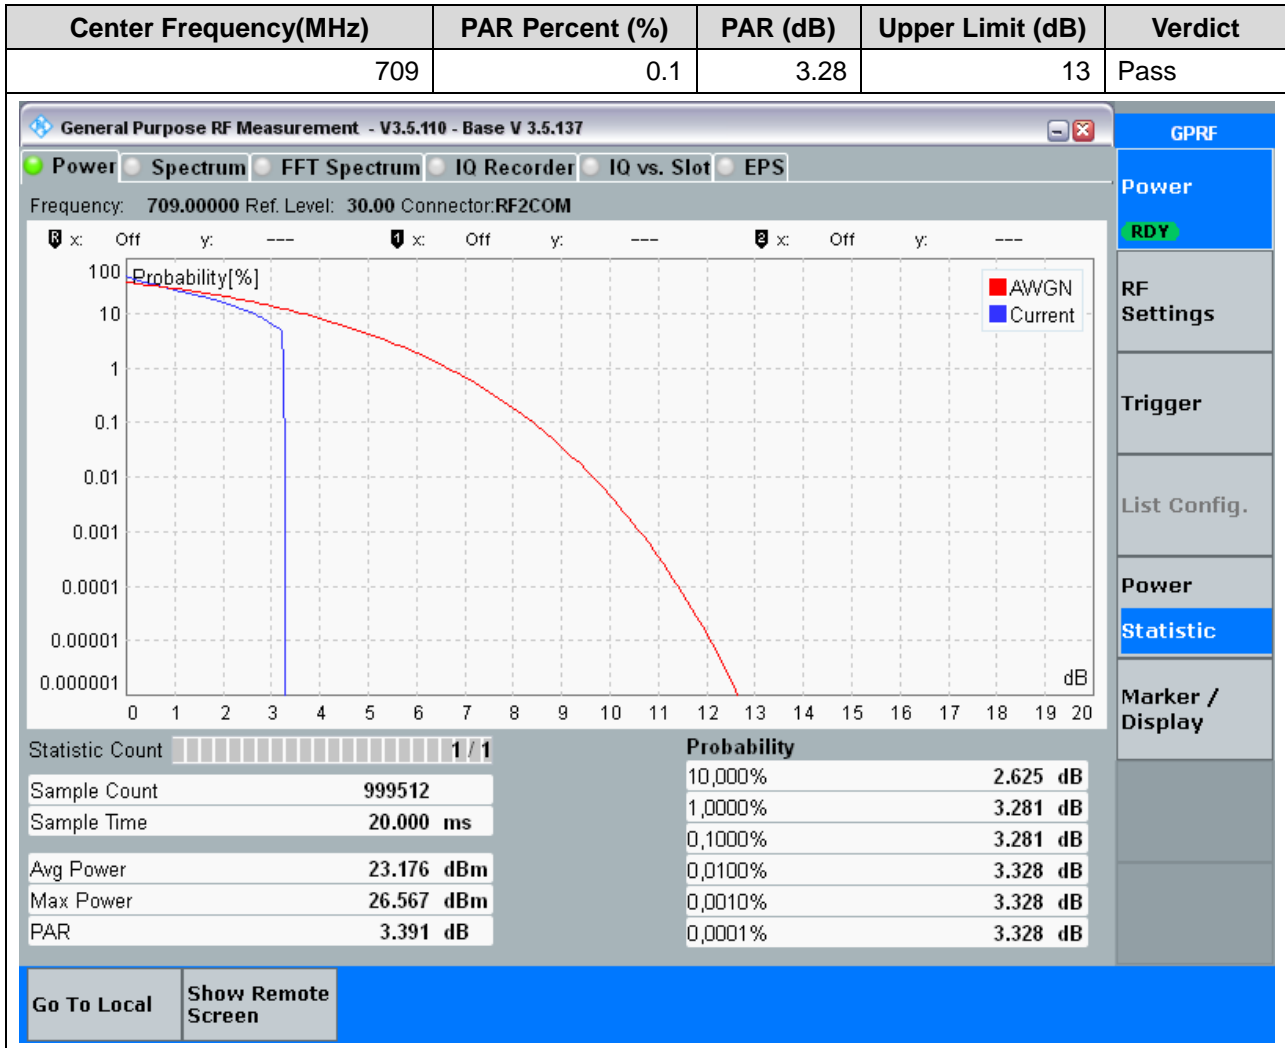 Center Frequency(MHz) PAR Percent (%) PAR (dB) Upper Limit (dB) Verdict
709 0.1 3.28 13 Pass
General Purpose RF Measurement - V3.5.110 - Base V 3.5.137
GPRF
Power Spectrum FFT Spectrum IQ Recorder IQ vs. Slot EPS
Power
RDY
Frequency: 709.00000 Ref. Level: 30.00 Connector:RF2COM
R x: Off y: --- 1 x: Off y: --- 2 x: Off y: ---
Probability[%]
AWGN
Current
100
10
1
0.1
0.01
0.001
0.0001
0.00001
0.000001
dB
0 1 2 3 4 5 6 7 8 9 10 11 12 13 14 15 16 17 18 19 20
RF
Settings
Trigger
List Config.
Power
Statistic
Marker /
Display
Statistic Count 1 / 1
Sample Count 999512
Sample Time 20.000 ms
Avg Power 23.176 dBm
Max Power 26.567 dBm
PAR 3.391 dB
Probability
10,000% 2.625 dB
1,0000% 3.281 dB
0,1000% 3.281 dB
0,0100% 3.328 dB
0,0010% 3.328 dB
0,0001% 3.328 dB
Go To Local
Show Remote
Screen